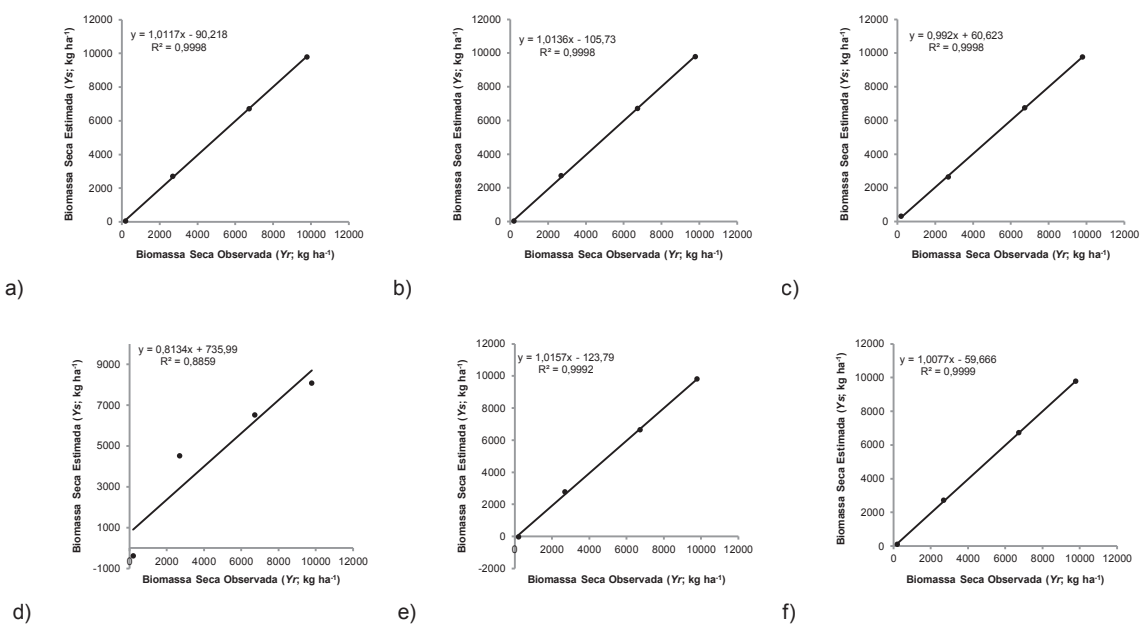 y = 1,0117x - 90,218
R² = 0,9998
12000
10000
8000
6000
4000
2000
0
0 2000 4000 6000 8000 10000 12000
Biomassa Seca Estimada (Ys; kg ha-1)
Biomassa Seca Observada (Yr; kg ha-1)
a)
y = 1,0136x - 105,73
R² = 0,9998
12000
10000
8000
6000
4000
2000
0
0 2000 4000 6000 8000 10000 12000
Biomassa Seca Estimada (Ys; kg ha-1)
Biomassa Seca Observada (Yr; kg ha-1)
b)
y = 0,992x + 60,623
R² = 0,9998
12000
10000
8000
6000
4000
2000
0
0 2000 4000 6000 8000 10000 12000
Biomassa Seca Estimada (Ys; kg ha-1)
Biomassa Seca Observada (Yr; kg ha-1)
c)
y = 0,8134x + 735,99
R² = 0,8859
9000
7000
5000
3000
1000
-1000
0 2000 4000 6000 8000 10000 12000
Biomassa Seca Estimada (Ys; kg ha-1)
Biomassa Seca Observada (Yr; kg ha-1)
d)
y = 1,0157x - 123,79
R² = 0,9992
12000
10000
8000
6000
4000
2000
0
-2000
0 2000 4000 6000 8000 10000 12000
Biomassa Seca Estimada (Ys; kg ha-1)
Biomassa Seca Observada (Yr; kg ha-1)
e)
y = 1,0077x - 59,666
R² = 0,9999
12000
10000
8000
6000
4000
2000
0
0 2000 4000 6000 8000 10000 12000
Biomassa Seca Estimada (Ys; kg ha-1)
Biomassa Seca Observada (Yr; kg ha-1)
f)